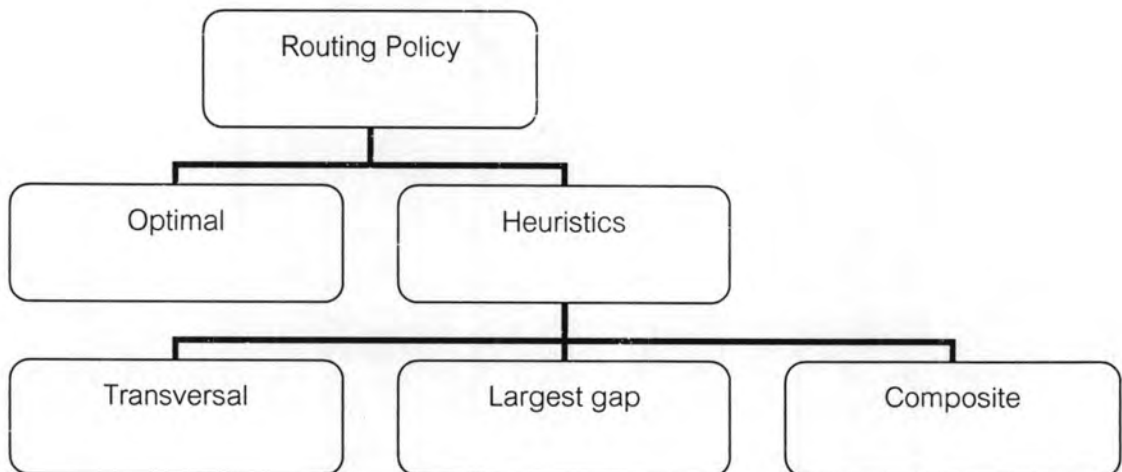 Routing Policy
Optimal
Heuristics
Transversal
Largest gap
Composite